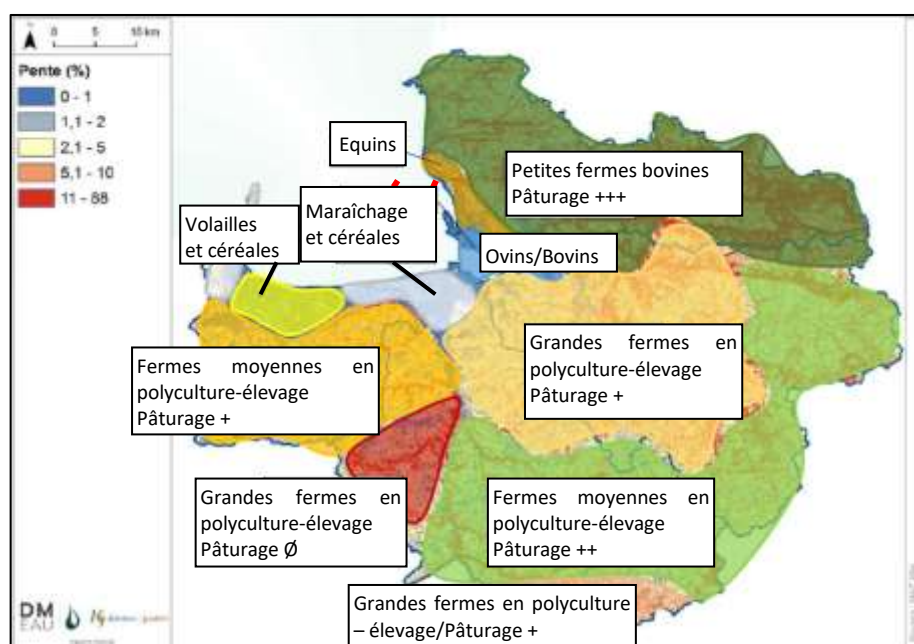 0 5 10 km
Pente (%)
0 - 1
1,1 - 2
2,1 - 5
5,1 - 10
11 - 88
Equins
Petites fermes bovines
Pâturage +++
Volailles
et céréales
Maraîchage
et céréales
Ovins/Bovins
Grandes fermes en
polyculture-élevage
Pâturage +
Fermes moyennes en
polyculture-élevage
Pâturage +
Grandes fermes en
polyculture-élevage
Pâturage Ø
Fermes moyennes en
polyculture-élevage
Pâturage ++
Grandes fermes en polyculture
– élevage/Pâturage +
DM
EAU